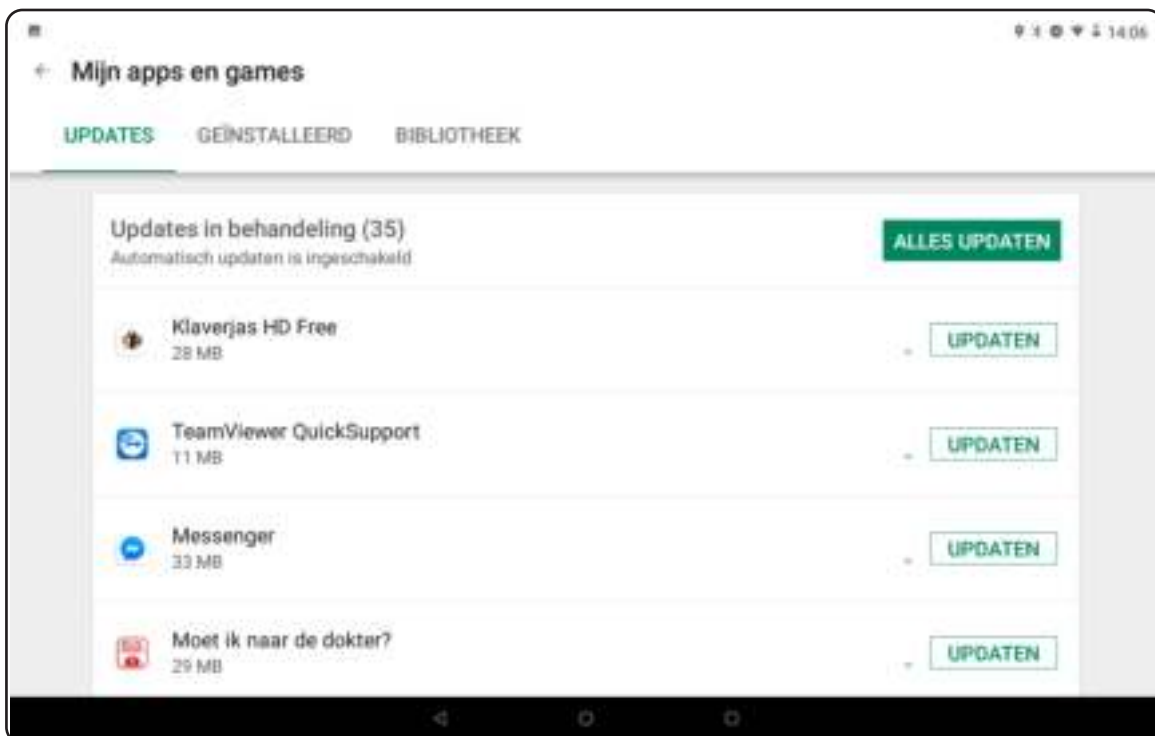 14:06
Mijn apps en games
UPDATES GEÏNSTALLEERD BIBLIOTHEEK
Updates in behandeling (35)
ALLES UPDATEN
Automatisch updaten is ingeschakeld
Klaverjas HD Free
28 MB
UPDATEN
TeamViewer QuickSupport
11 MB
UPDATEN
Messenger
33 MB
UPDATEN
Moet ik naar de dokter?
29 MB
UPDATEN